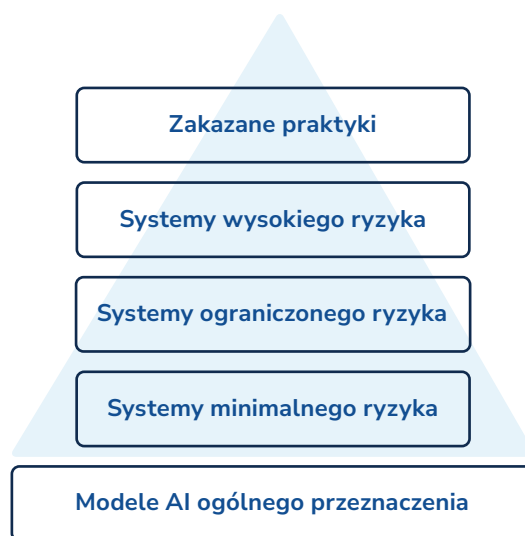 Zakazane praktyki
Systemy wysokiego ryzyka
Systemy ograniczonego ryzyka
Systemy minimalnego ryzyka
Modele AI ogólnego przeznaczenia